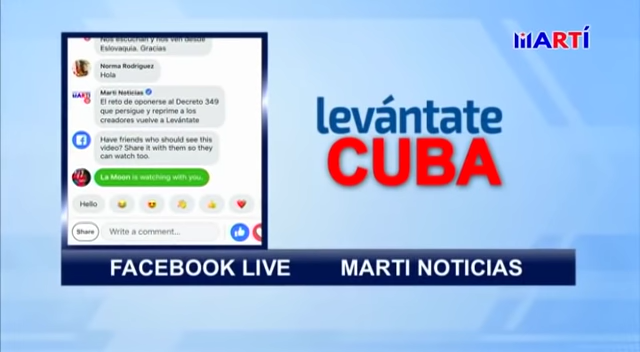 MARTÍ
Nos escuchan y nos ven desde
Eslovaquia. Gracias
Norma Rodriguez
Hola
Martí Noticias
El reto de oponerse al Decreto 349
que persigue y reprime a los
creadores vuelve a Levántate
Have friends who should see this
video? Share it with them so they
can watch too.
La Moon is watching with you.
Hello
Share
Write a comment...
levántate
CUBA
FACEBOOK LIVE MARTI NOTICIAS